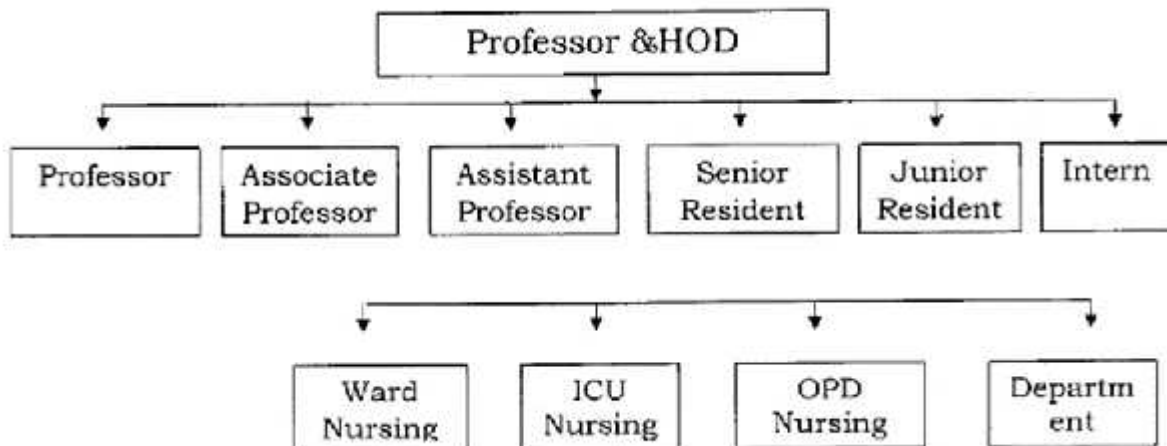 Professor &HOD
Professor
Associate
Professor
Assistant
Professor
Senior
Resident
Junior
Resident
Intern
Ward
Nursing
ICU
Nursing
OPD
Nursing
Departm
ent